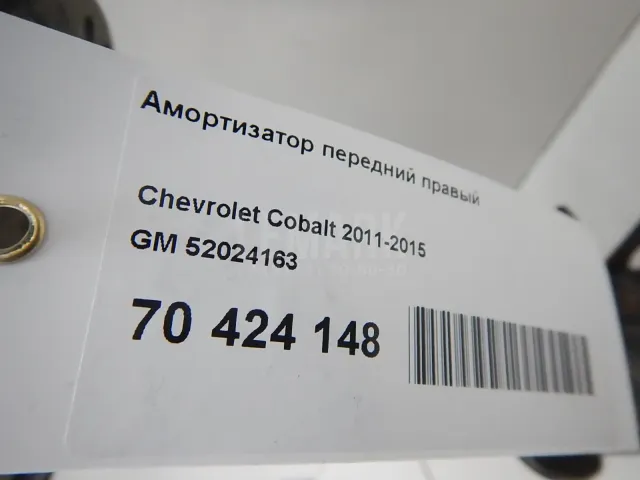 Амортизатор передний правый
Chevrolet Cobalt 2011-2015
GM 52024163
70 424 148